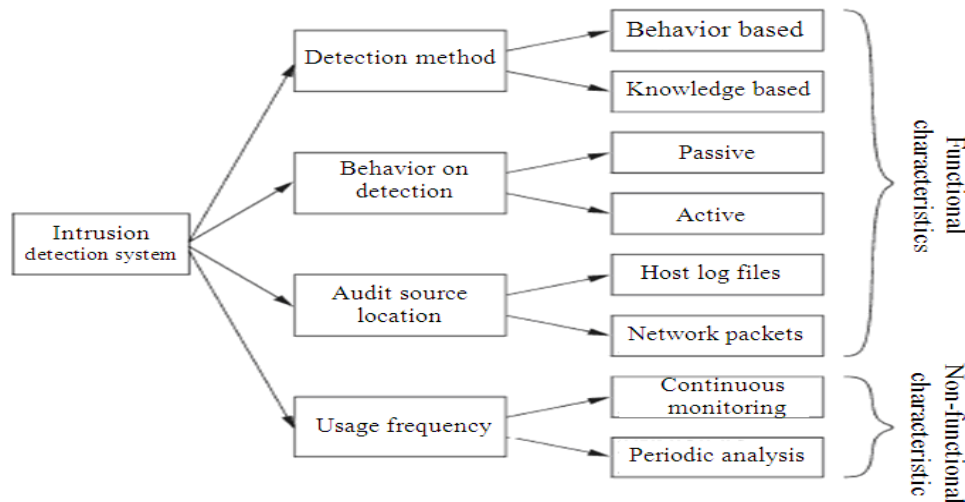 Intrusion
detection system
Detection method
Behavior on
detection
Audit source
location
Usage frequency
Behavior based
Knowledge based
Passive
Active
Host log files
Network packets
Continuous
monitoring
Periodic analysis
Functional
characteristics
Non-functional
characteristic